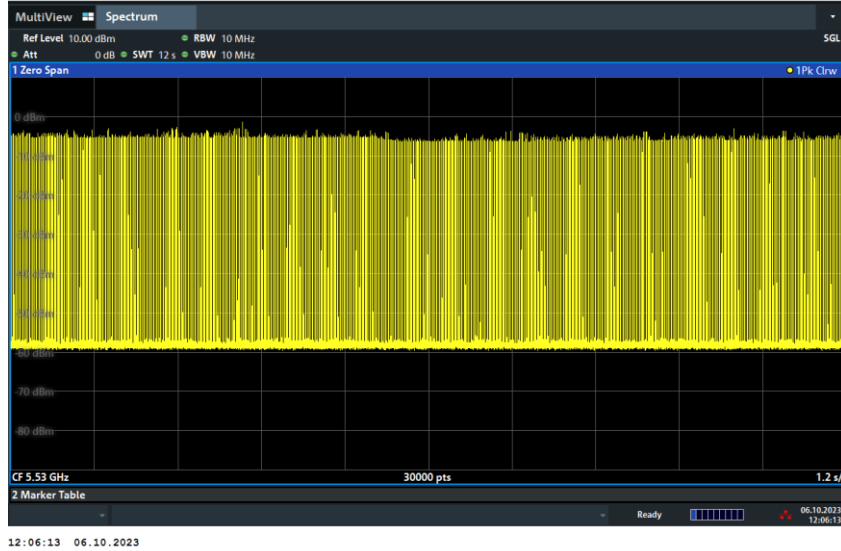 MultiView Spectrum
Ref Level 10.00 dBm RBW 10 MHz SGL
Att 0 dB SWT 12 s VBW 10 MHz
1 Zero Span 1Pk Clrw
0 dBm
-10 dBm
-20 dBm
-30 dBm
-40 dBm
-50 dBm
-60 dBm
-70 dBm
-80 dBm
CF 5.53 GHz 30000 pts 1.2 s/
2 Marker Table
Ready 06.10.2023
12:06:13
12:06:13 06.10.2023